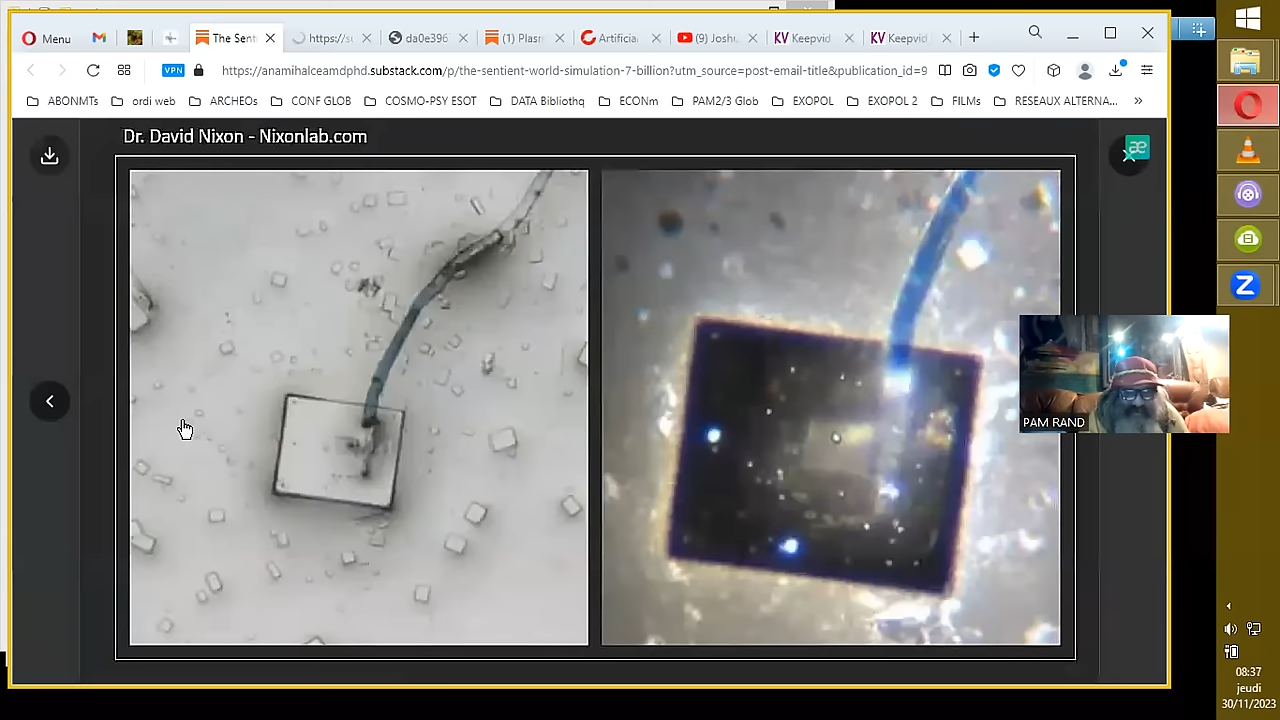 Menu
The Sent
https://s
da0e396
(1) Plasr
Artificia
(9) Joshu
KV Keepvid
KV Keepvid
VPN
https://anamihalceamdphd.substack.com/p/the-sentient-world-simulation-7-billion?utm_source=post-email-title&publication_id=9
ABONMTs
ordi web
ARCHEOs
CONF GLOB
COSMO-PSY ESOT
DATA Bibliothq
ECONm
PAM2/3 Glob
EXOPOL
EXOPOL 2
FILMs
RESEAUX ALTERNA...
Dr. David Nixon - Nixonlab.com
æ
PAM RAND
08:37
jeudi
30/11/2023